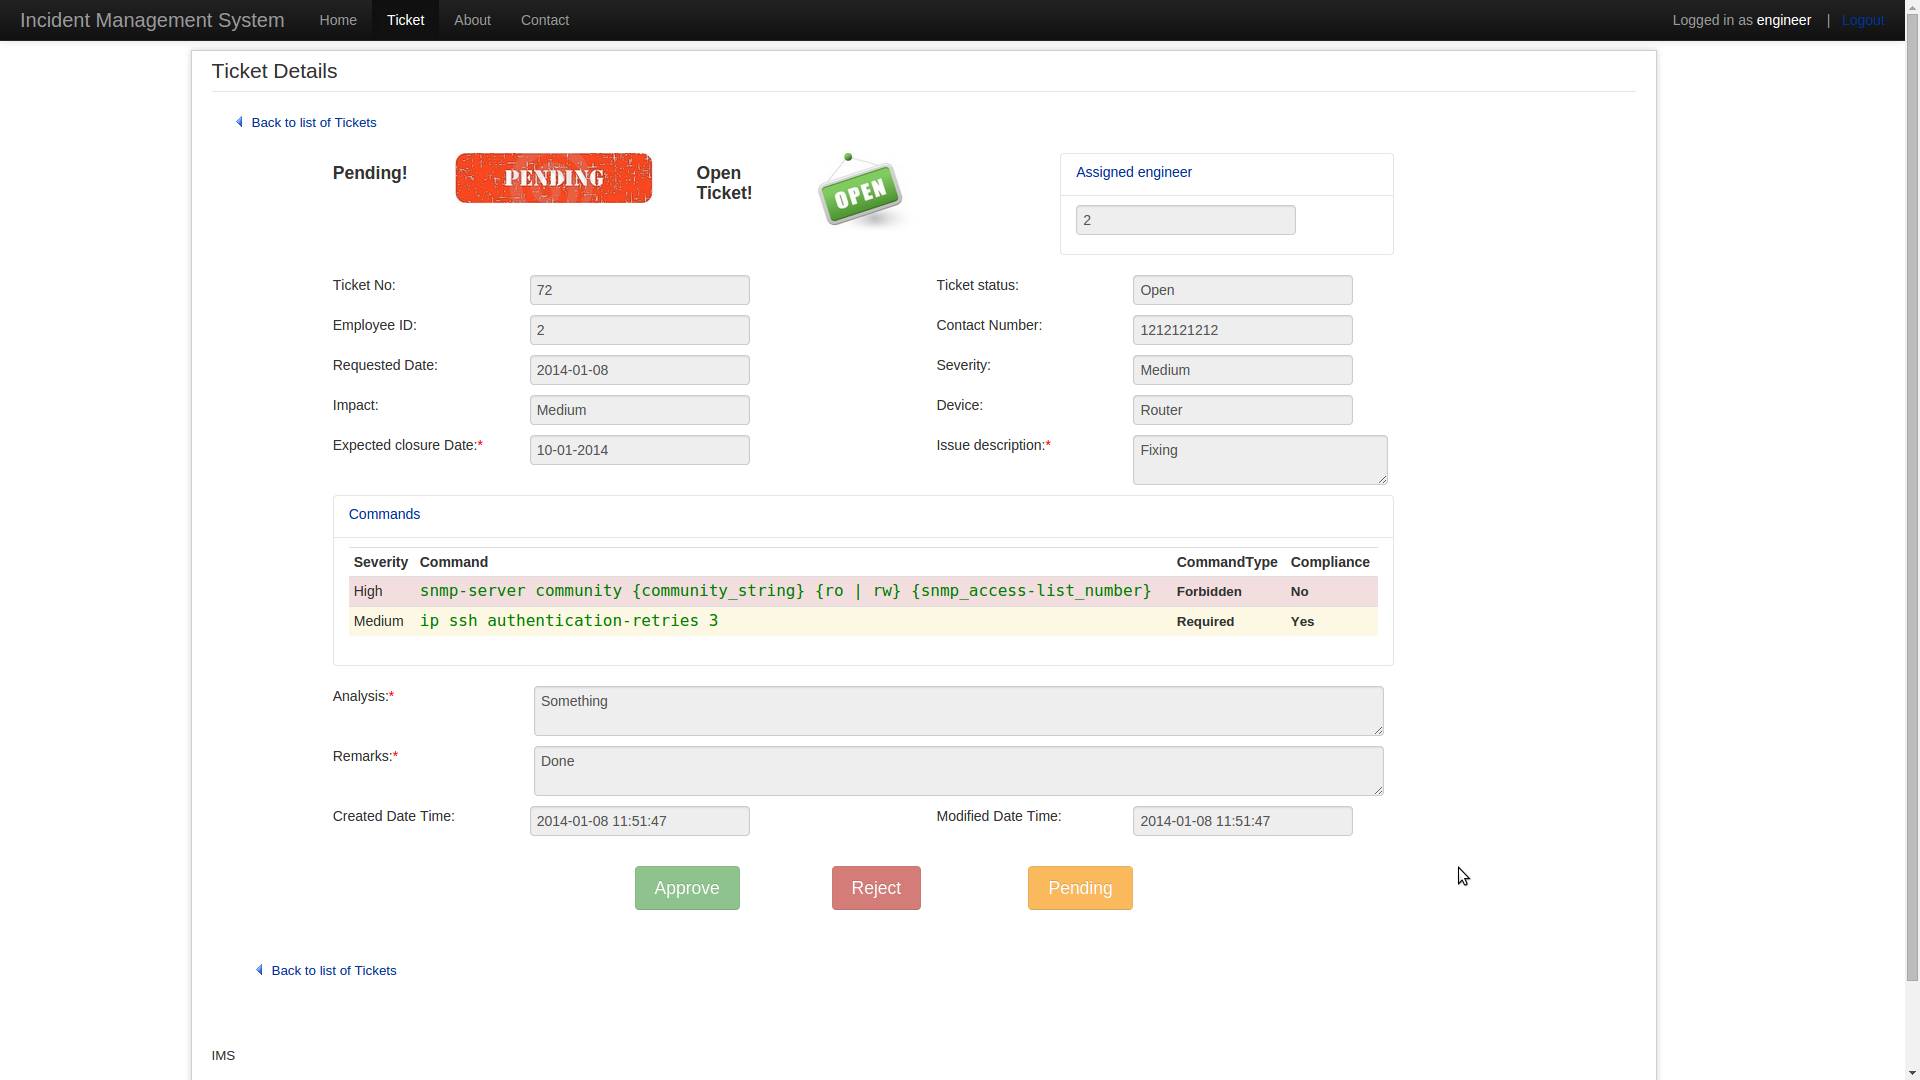 Incident Management System Home Ticket About Contact Logged in as engineer | Logout
Ticket Details
Back to list of Tickets
Pending! PENDING Open Ticket! OPEN Assigned engineer
2
Ticket No: 72 Ticket status: Open
Employee ID: 2 Contact Number: 1212121212
Requested Date: 2014-01-08 Severity: Medium
Impact: Medium Device: Router
Expected closure Date:* 10-01-2014 Issue description:* Fixing
Commands
Severity Command CommandType Compliance
High snmp-server community {community_string} {ro | rw} {snmp_access-list_number} Forbidden No
Medium ip ssh authentication-retries 3 Required Yes
Analysis:* Something
Remarks:* Done
Created Date Time: 2014-01-08 11:51:47 Modified Date Time: 2014-01-08 11:51:47
Approve Reject Pending
Back to list of Tickets
IMS